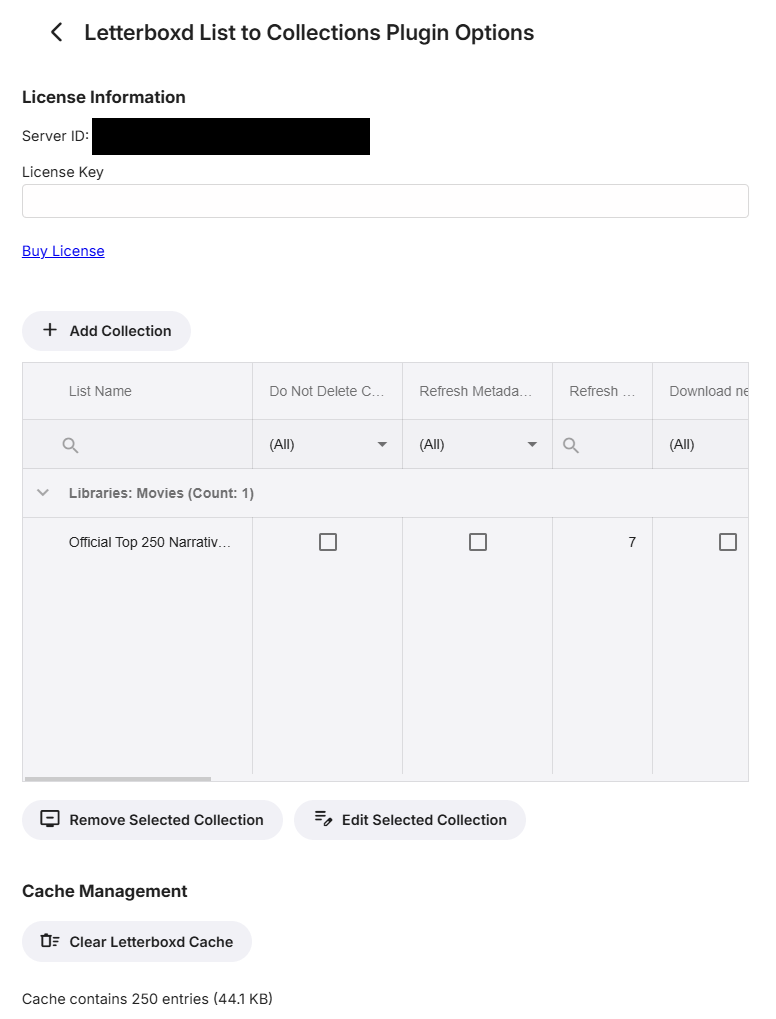 Letterboxd List to Collections Plugin Options
License Information
Server ID:
License Key
Buy License
Add Collection
List Name Do Not Delete C... Refresh Metada... Refresh ... Download ne
(All) (All) (All)
Libraries: Movies (Count: 1)
Official Top 250 Narrativ... 7
Remove Selected Collection Edit Selected Collection
Cache Management
Clear Letterboxd Cache
Cache contains 250 entries (44.1 KB)